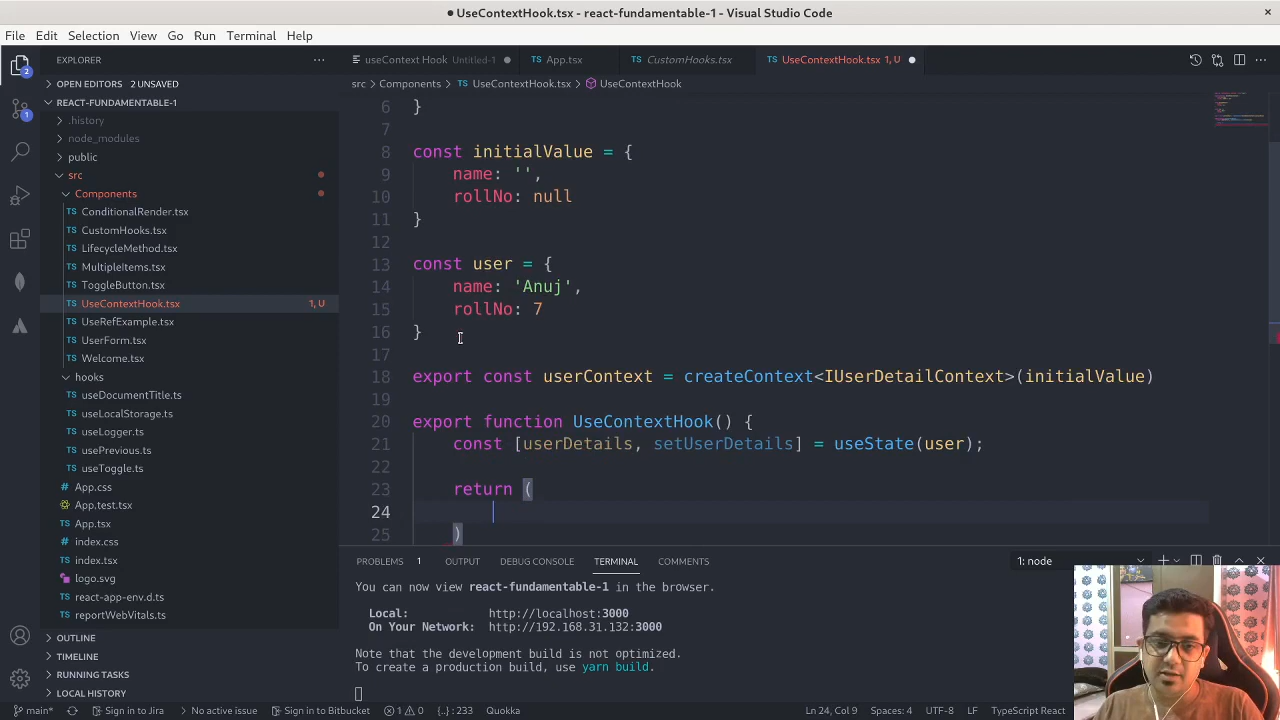 ● UseContextHook.tsx - react-fundamentable-1 - Visual Studio Code
File Edit Selection View Go Run Terminal Help
EXPLORER
OPEN EDITORS 2 UNSAVED
REACT-FUNDAMENTABLE-1
.history
node_modules
public
src
Components
ConditionalRender.tsx
CustomHooks.tsx
LifecycleMethod.tsx
MultipleItems.tsx
ToggleButton.tsx
UseContextHook.tsx 1, U
UseRefExample.tsx
UserForm.tsx
Welcome.tsx
hooks
useDocumentTitle.ts
useLocalStorage.ts
useLogger.ts
usePrevious.ts
useToggle.ts
App.css
App.test.tsx
App.tsx
index.css
index.tsx
logo.svg
react-app-env.d.ts
reportWebVitals.ts
OUTLINE
TIMELINE
RUNNING TASKS
LOCAL HISTORY
2
1
useContext Hook Untitled-1 App.tsx CustomHooks.tsx UseContextHook.tsx 1, U
src > Components > UseContextHook.tsx > UseContextHook
6 }
7
8 const initialValue = {
9 name: '',
10 rollNo: null
11 }
12
13 const user = {
14 name: 'Anuj',
15 rollNo: 7
16 }
17
18 export const userContext = createContext<IUserDetailContext>(initialValue)
19
20 export function UseContextHook() {
21 const [userDetails, setUserDetails] = useState(user);
22
23 return (
24
25 )
PROBLEMS 1 OUTPUT DEBUG CONSOLE TERMINAL COMMENTS 1: node
You can now view react-fundamentable-1 in the browser.
Local: http://localhost:3000
On Your Network: http://192.168.31.132:3000
Note that the development build is not optimized.
To create a production build, use yarn build.
main* Sign in to Jira No active issue Sign in to Bitbucket 1 0 .: 233 Quokka Ln 24, Col 9 Spaces: 4 UTF-8 LF TypeScript React